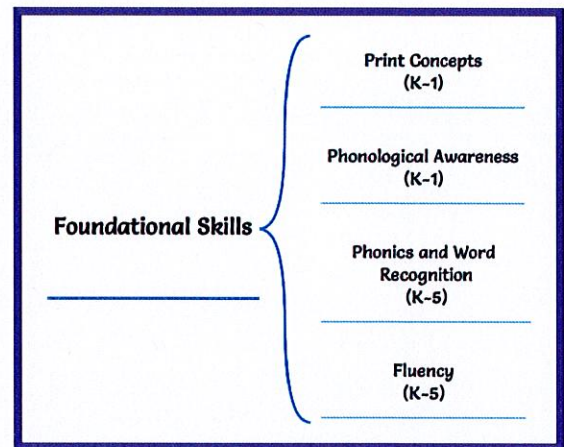 Foundational Skills
Print Concepts
(K-1)
Phonological Awareness
(K-1)
Phonics and Word
Recognition
(K-5)
Fluency
(K-5)